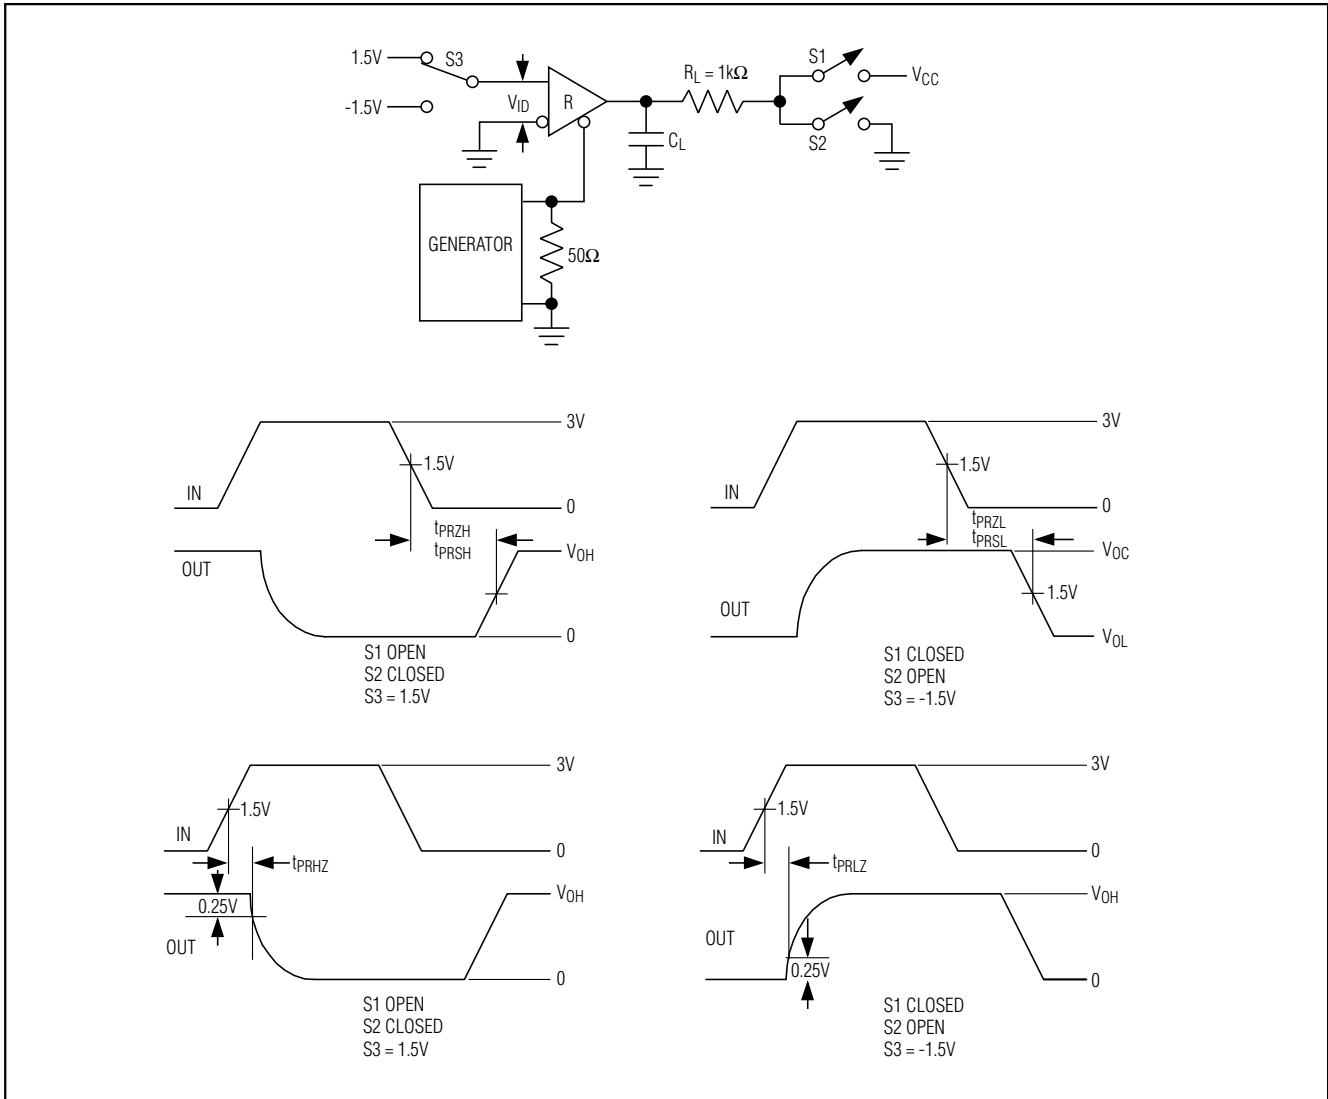 1.5V
S3
-1.5V
V_ID
R
R_L = 1kΩ
C_L
S1
V_CC
S2
GENERATOR
50Ω
3V
1.5V
IN
0
t_PRZH
t_PRSH
OUT
V_OH
0
S1 OPEN
S2 CLOSED
S3 = 1.5V
3V
1.5V
IN
0
t_PRZL
t_PRSL
V_OC
OUT
1.5V
V_OL
S1 CLOSED
S2 OPEN
S3 = -1.5V
3V
1.5V
IN
0
t_PRHZ
V_OH
0.25V
OUT
0
S1 OPEN
S2 CLOSED
S3 = 1.5V
3V
1.5V
IN
0
t_PRLZ
V_OH
OUT
0.25V
0
S1 CLOSED
S2 OPEN
S3 = -1.5V